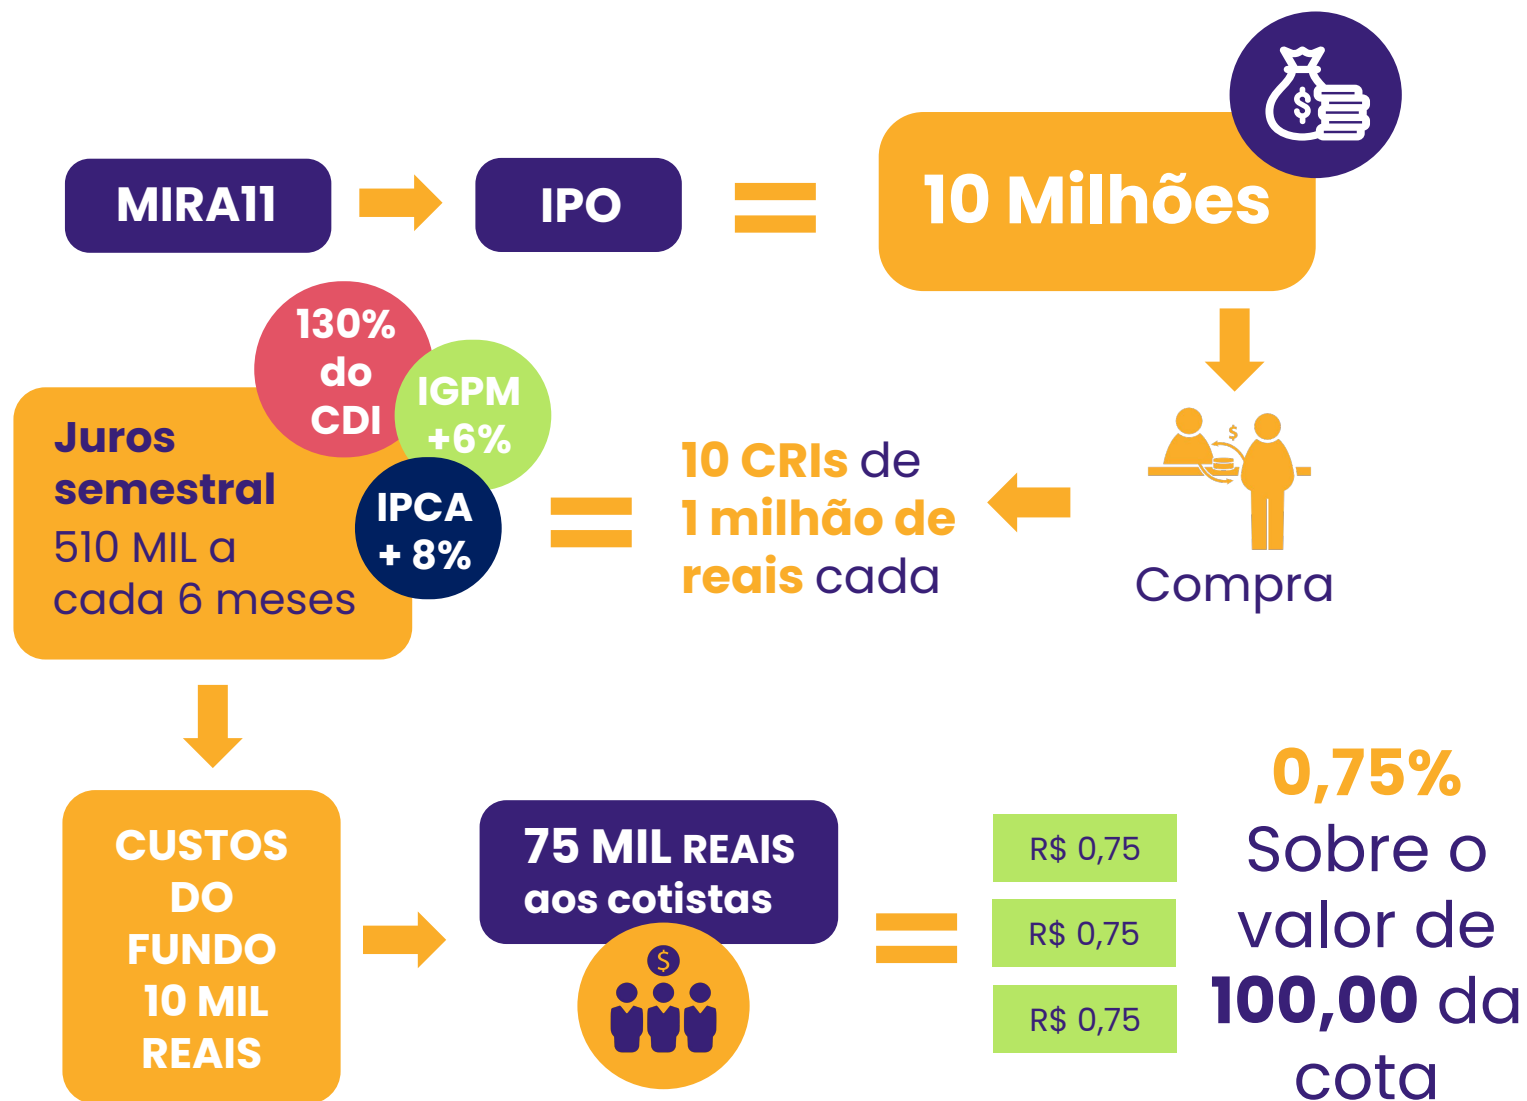 MIRA11
IPO
10 Milhões
130%
do
CDI
IGPM
+6%
IPCA
+ 8%
Juros
semestral
510 MIL a
cada 6 meses
10 CRIs de
1 milhão de
reais cada
$
Compra
CUSTOS
DO
FUNDO
10 MIL
REAIS
75 MIL REAIS
aos cotistas
$
R$ 0,75
R$ 0,75
R$ 0,75
0,75%
Sobre o
valor de
100,00 da
cota
$